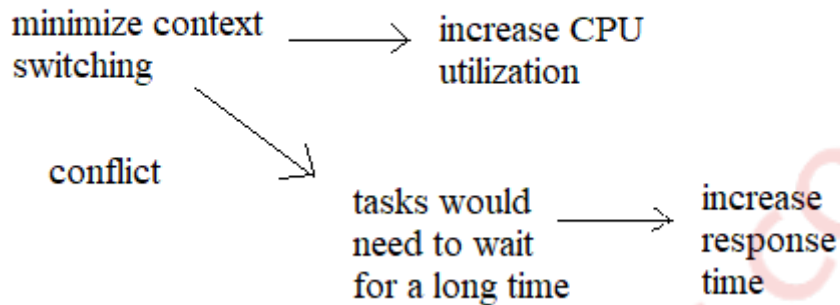 minimize context
switching
increase CPU
utilization
conflict
tasks would
need to wait
for a long time
increase
response
time